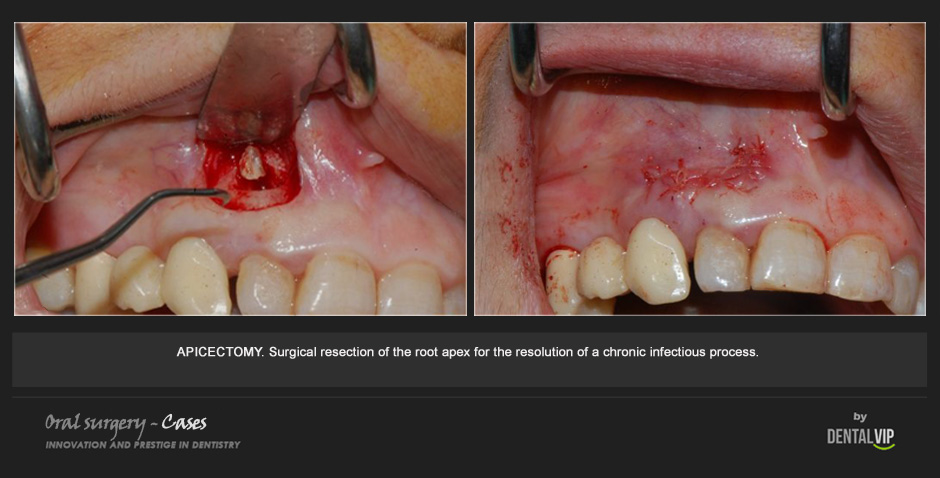 APICECTOMY. Surgical resection of the root apex for the resolution of a chronic infectious process.
Oral surgery - Cases
INNOVATION AND PRESTIGE IN DENTISTRY
by
DENTALVIP